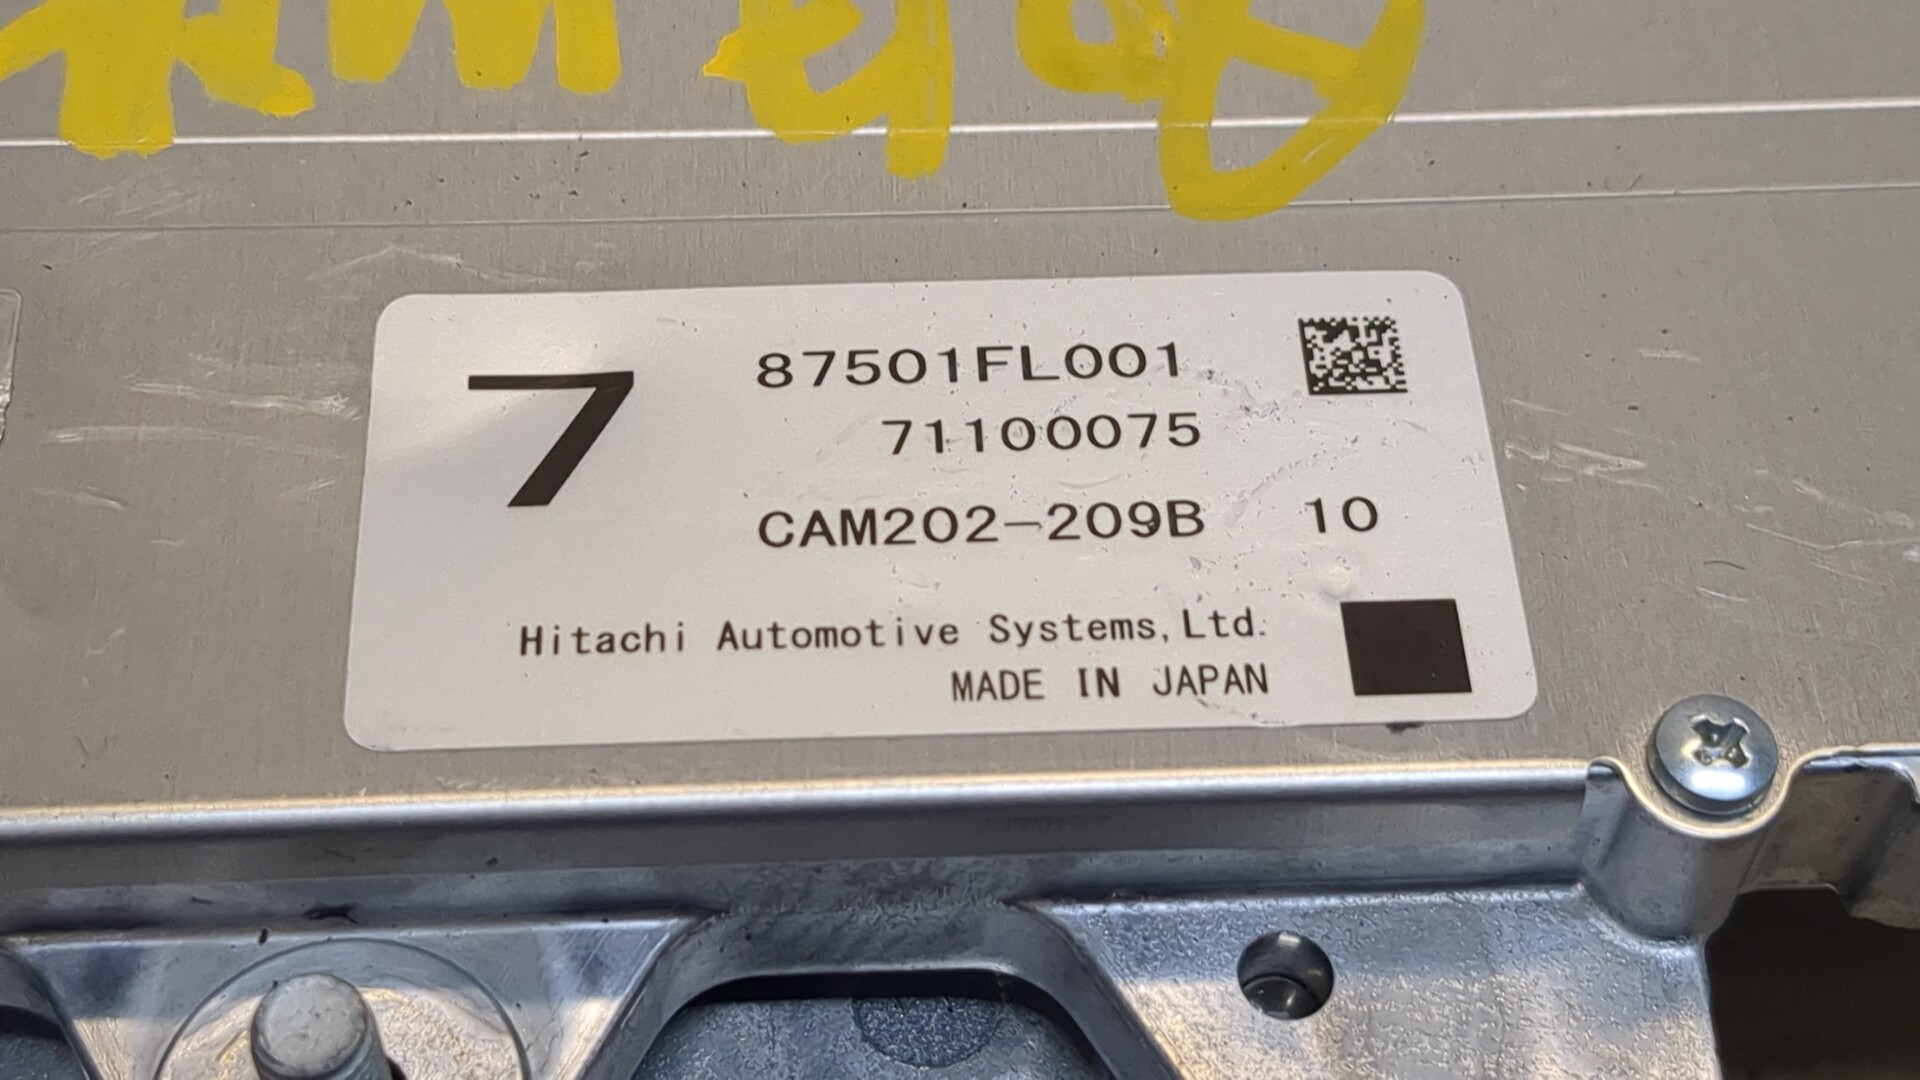 7
87501FL001
71100075
CAM202-209B 10
Hitachi Automotive Systems, Ltd.
MADE IN JAPAN